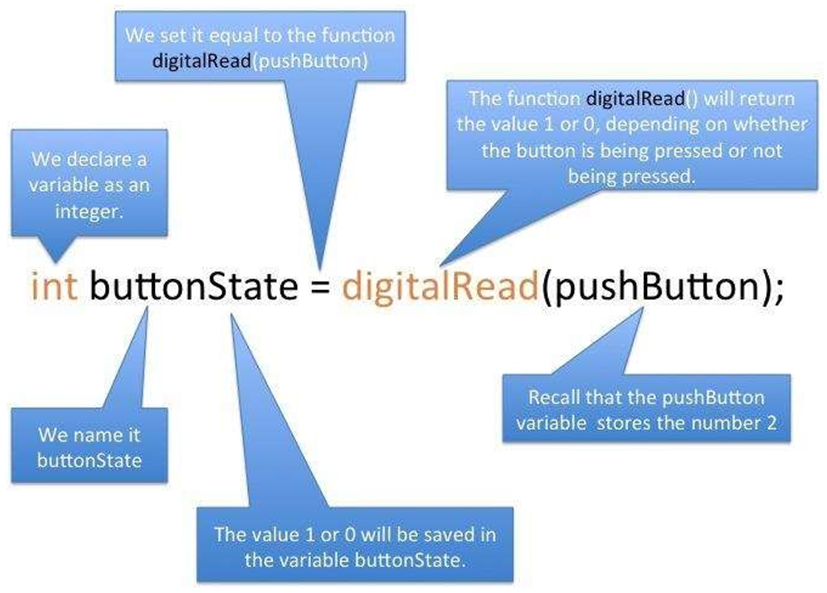 We set it equal to the function
digitalRead(pushButton)
The function digitalRead() will return
the value 1 or 0, depending on whether
the button is being pressed or not
being pressed.
We declare a
variable as an
integer.
int buttonState = digitalRead(pushButton);
Recall that the pushButton
variable stores the number 2
We name it
buttonState
The value 1 or 0 will be saved in
the variable buttonState.